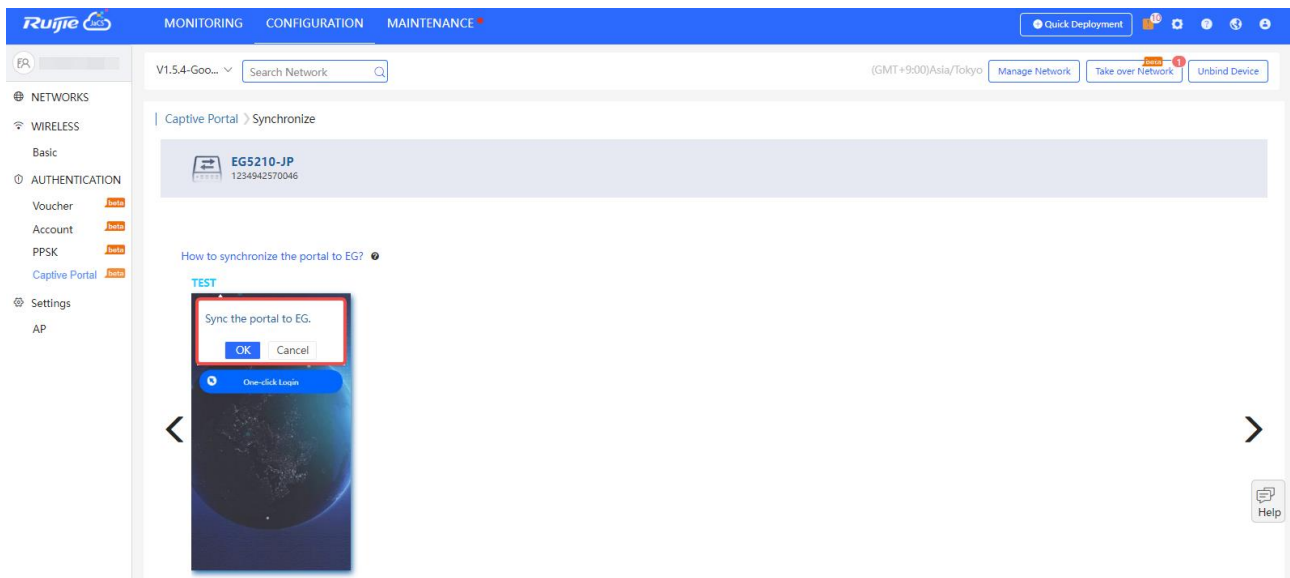 Ruijie JaCS MONITORING CONFIGURATION MAINTENANCE Quick Deployment 10
V1.5.4-Goo... Search Network (GMT+9:00)Asia/Tokyo Manage Network Take over Network beta 1 Unbind Device
NETWORKS
WIRELESS
Basic
AUTHENTICATION
Voucher beta
Account beta
PPSK beta
Captive Portal beta
Settings
AP
Captive Portal > Synchronize
EG5210-JP
1234942570046
How to synchronize the portal to EG?
TEST
Sync the portal to EG.
OK Cancel
One-click Login
Help